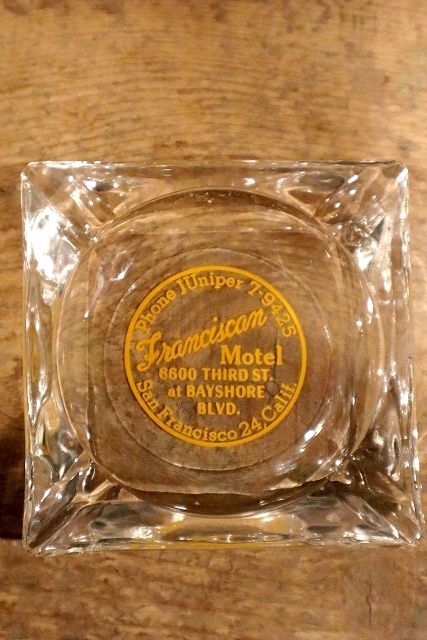 Phone JUniper 7-9425
Franciscan
Motel
6600 THIRD ST.
at BAYSHORE
BLVD.
San Francisco 24, Calif.